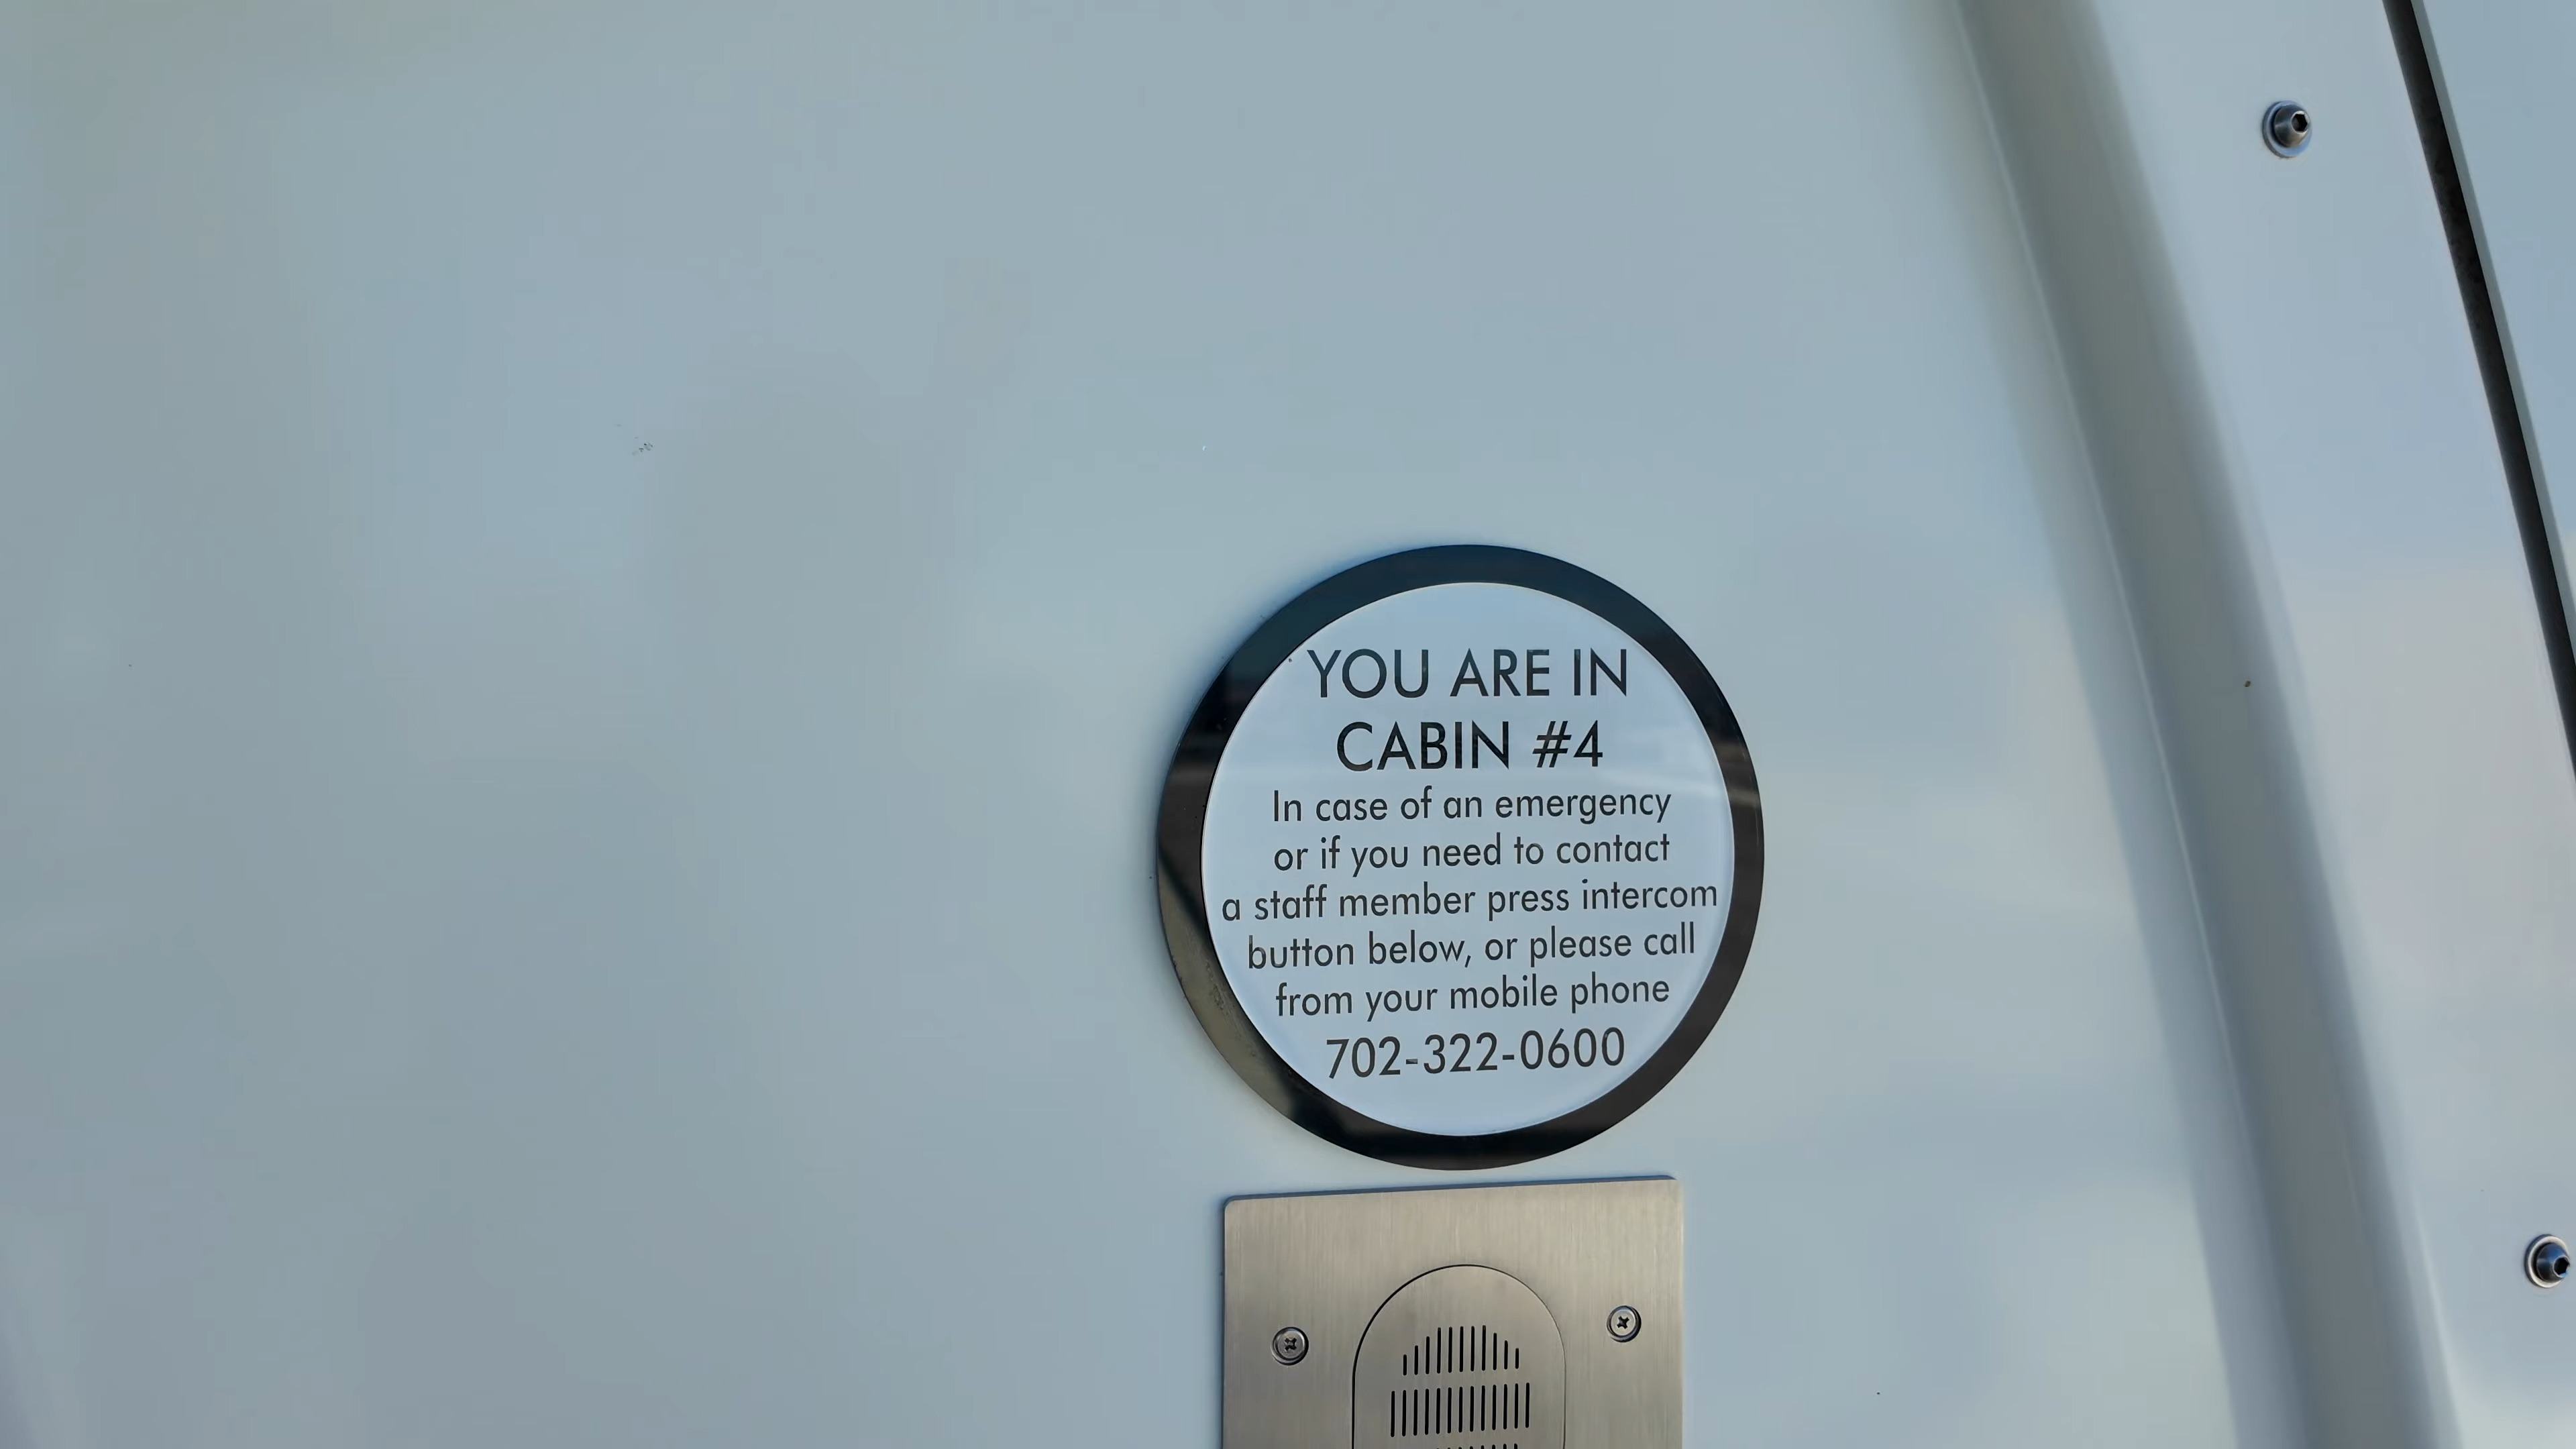 YOU ARE IN
CABIN #4
In case of an emergency
or if you need to contact
a staff member press intercom
button below, or please call
from your mobile phone
702-322-0600